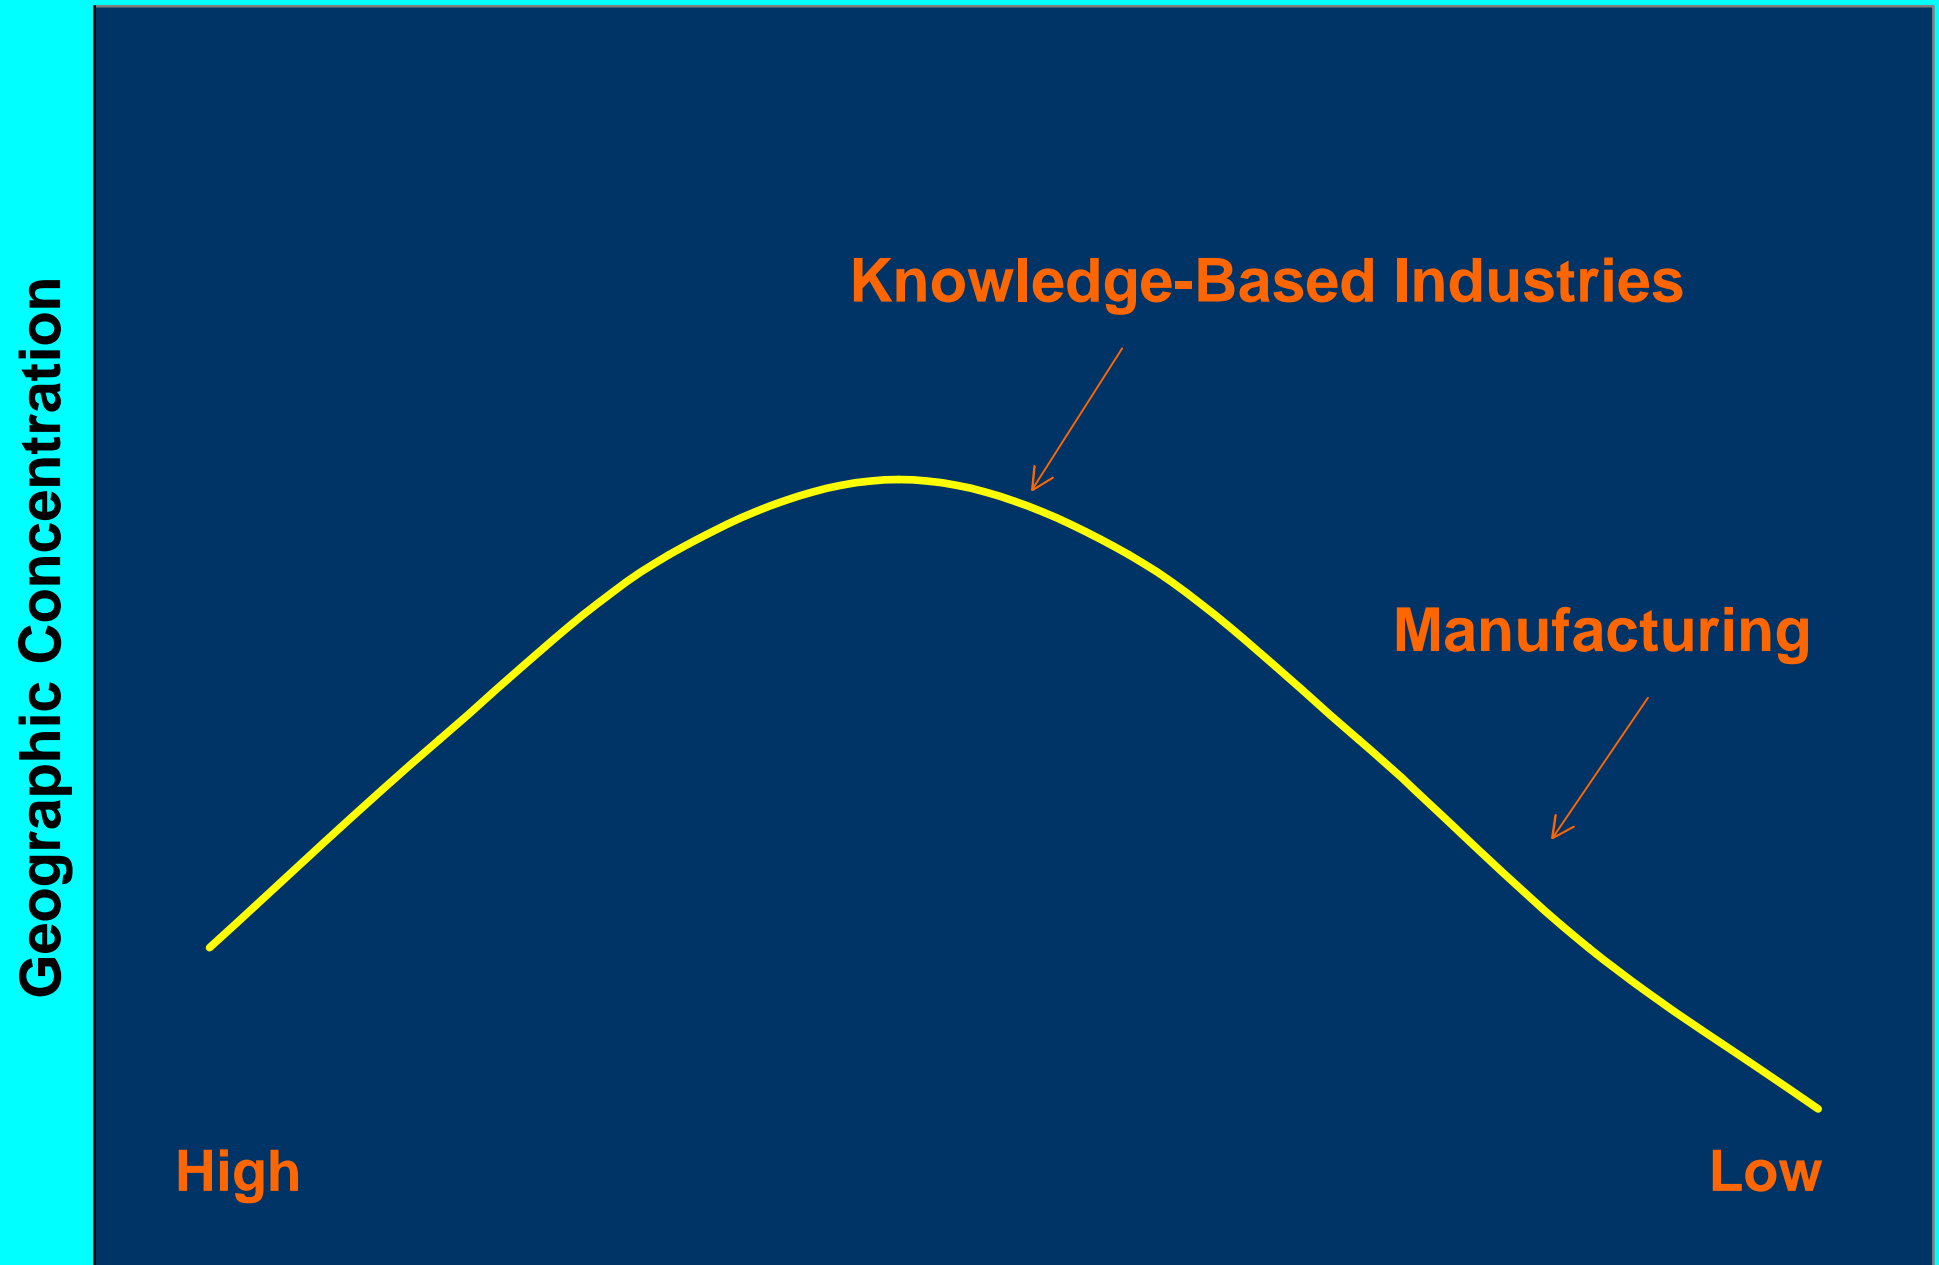 Geographic Concentration
Knowledge-Based Industries
Manufacturing
High
Low